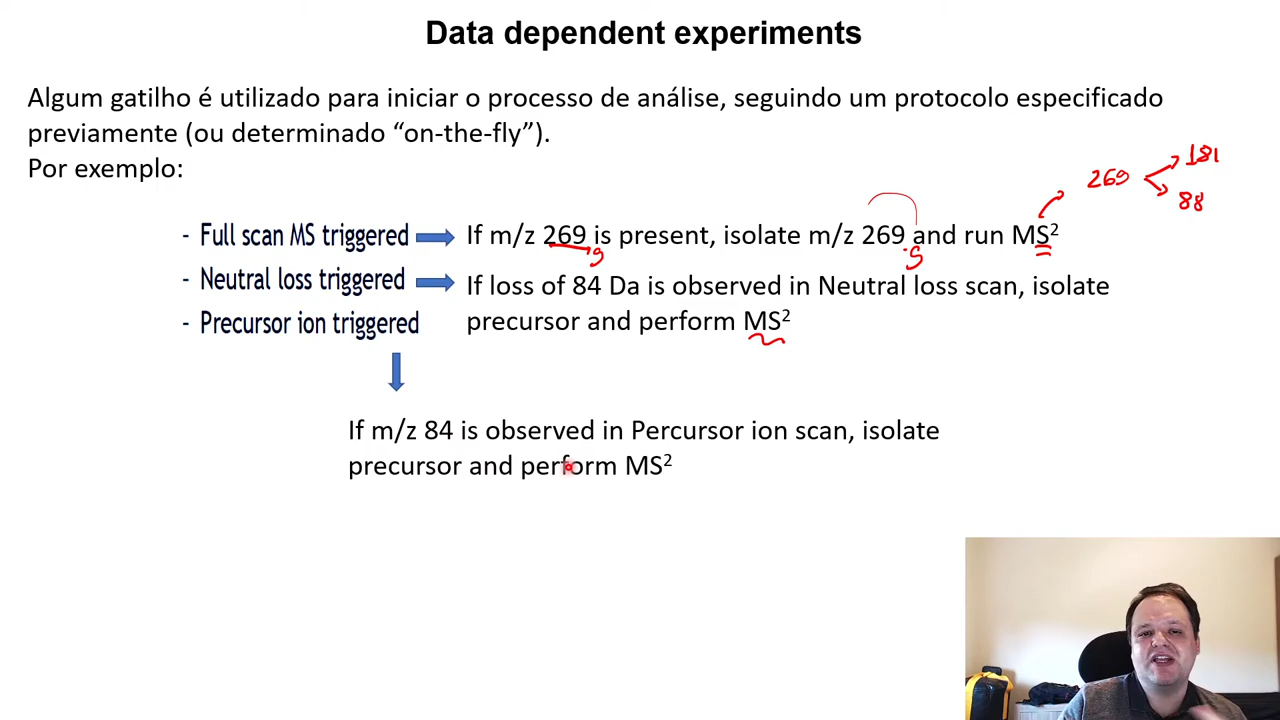 Data dependent experiments
Algum gatilho é utilizado para iniciar o processo de análise, seguindo um protocolo especificado
previamente (ou determinado “on-the-fly”).
Por exemplo:
269
181
88
- Full scan MS triggered
If m/z 269 is present, isolate m/z 269 and run MS²
- Neutral loss triggered
If loss of 84 Da is observed in Neutral loss scan, isolate
precursor and perform MS²
- Precursor ion triggered
If m/z 84 is observed in Percursor ion scan, isolate
precursor and perform MS²